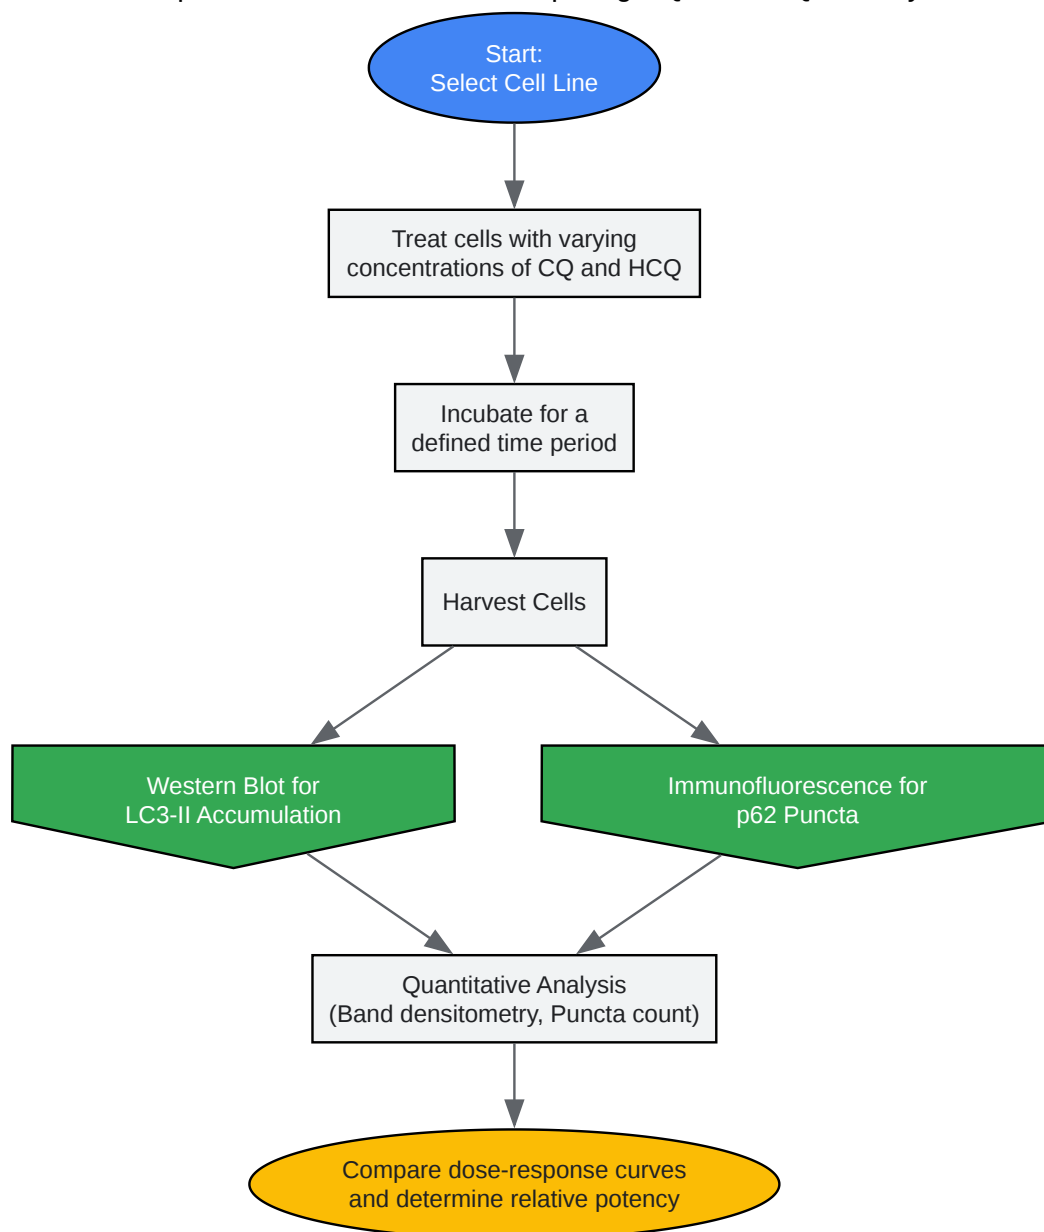 Start:
Select Cell Line
Treat cells with varying
concentrations of CQ and HCQ
Incubate for a
defined time period
Harvest Cells
Western Blot for
LC3-II Accumulation
Immunofluorescence for
p62 Puncta
Quantitative Analysis
(Band densitometry, Puncta count)
Compare dose-response curves
and determine relative potency